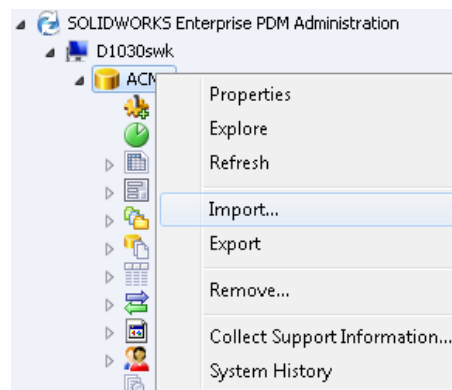 SOLIDWORKS Enterprise PDM Administration
D1030swk
Properties
Explore
Refresh
Import...
Export
Remove...
Collect Support Information...
System History